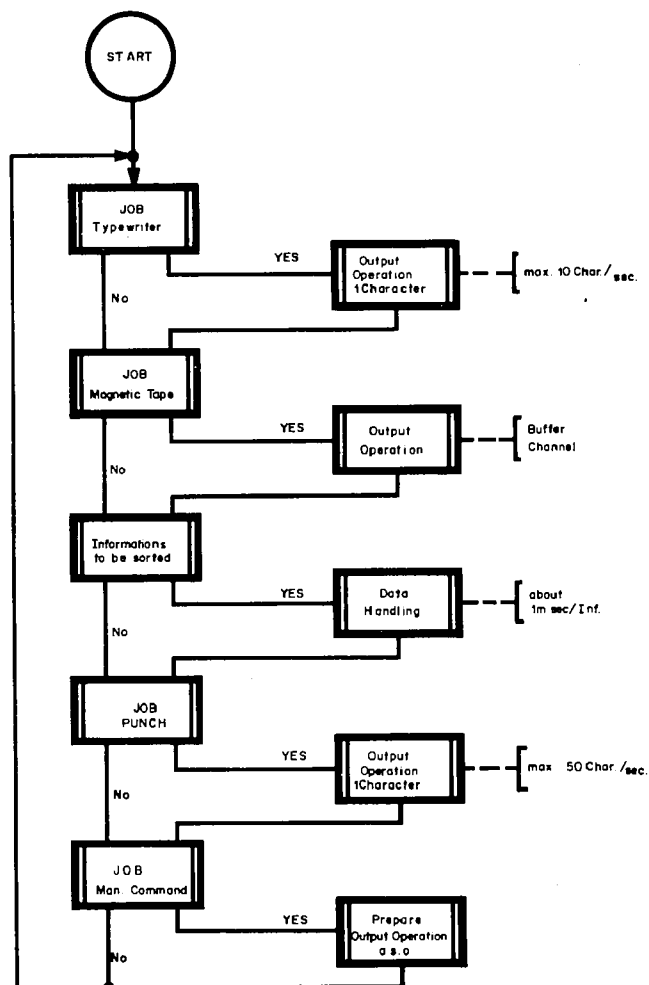 START
JOB
Typewriter
YES
Output
Operation
1Character
max. 10 Char./sec.
No
JOB
Magnetic Tape
YES
Output
Operation
Buffer
Channel
No
Informations
to be sorted
YES
Data
Handling
about
1m sec/Inf.
No
JOB
PUNCH
YES
Output
Operation
1Character
max 50 Char./sec.
No
JOB
Man. Command
YES
Prepare
Output Operation
a s.o
No